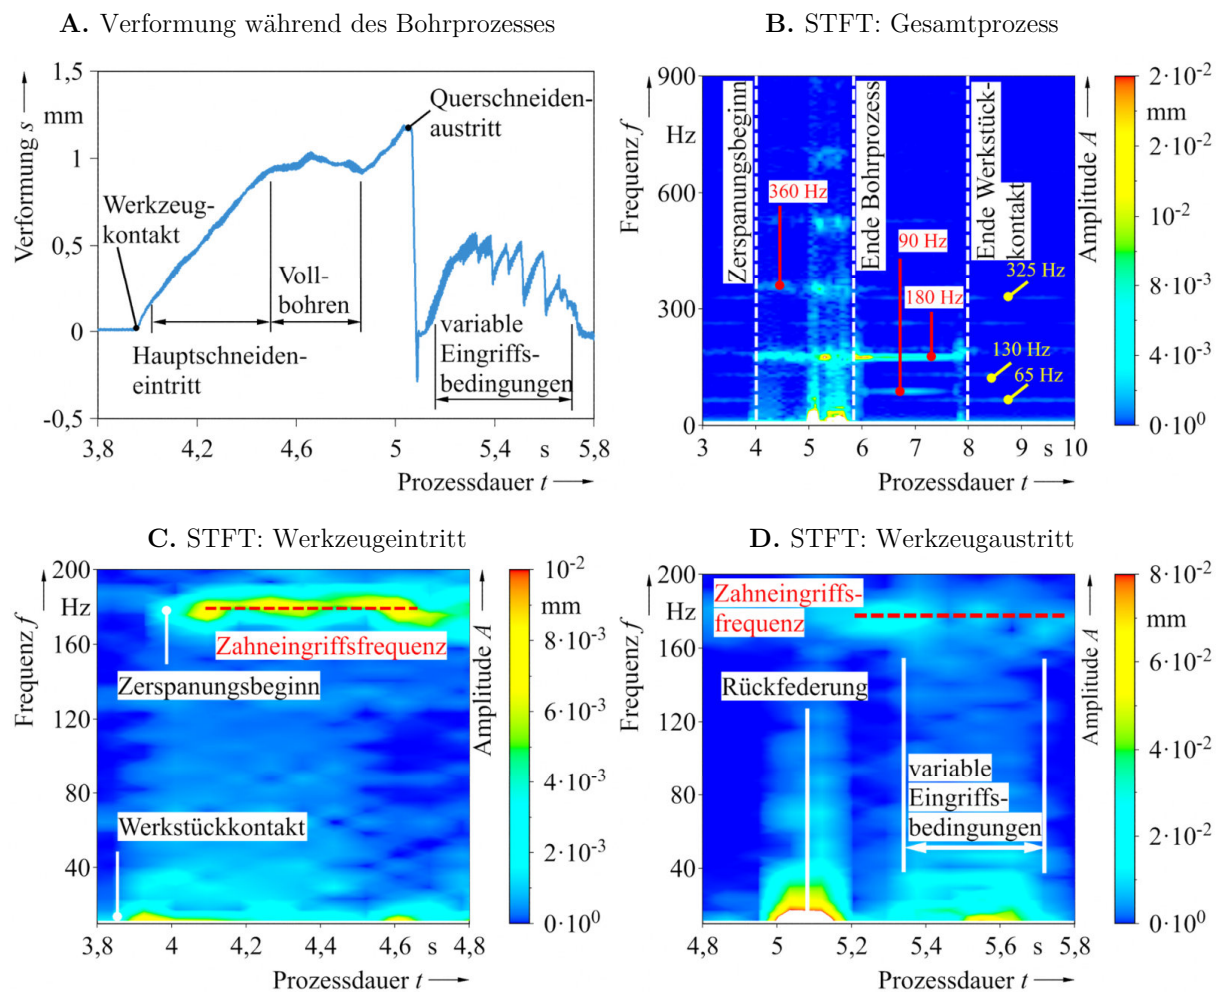 A. Verformung während des Bohrprozesses
Verformung s
1,5
mm
1
0,5
0
-0,5
Werkzeug-
kontakt
Querschneiden-
austritt
Voll-
bohren
Hauptschneiden-
eintritt
variable
Eingriffs-
bedingungen
3,8 4,2 4,6 5 5,4 s 5,8
Prozessdauer t
B. STFT: Gesamtprozess
Frequenz f
900
Hz
600
300
0
Zerspanungsbeginn
Ende Bohrprozess
Ende Werkstück-
kontakt
360 Hz
90 Hz
180 Hz
325 Hz
130 Hz
65 Hz
3 4 5 6 7 8 9 s 10
Prozessdauer t
Amplitude A
2·10⁻²
mm
2·10⁻²
10⁻²
8·10⁻³
4·10⁻³
0·10⁰
C. STFT: Werkzeugeintritt
Frequenz f
200
Hz
160
120
80
40
Zahneingriffsfrequenz
Zerspanungsbeginn
Werkstückkontakt
3,8 4 4,2 4,4 4,6 s 4,8
Prozessdauer t
Amplitude A
10⁻²
mm
8·10⁻³
6·10⁻³
4·10⁻³
2·10⁻³
0·10⁰
D. STFT: Werkzeugaustritt
Frequenz f
200
Hz
160
120
80
40
Zahneingriffs-
frequenz
Rückfederung
variable
Eingriffs-
bedingungen
4,8 5 5,2 5,4 5,6 s 5,8
Prozessdauer t
Amplitude A
8·10⁻²
mm
6·10⁻²
4·10⁻²
2·10⁻²
0·10⁰